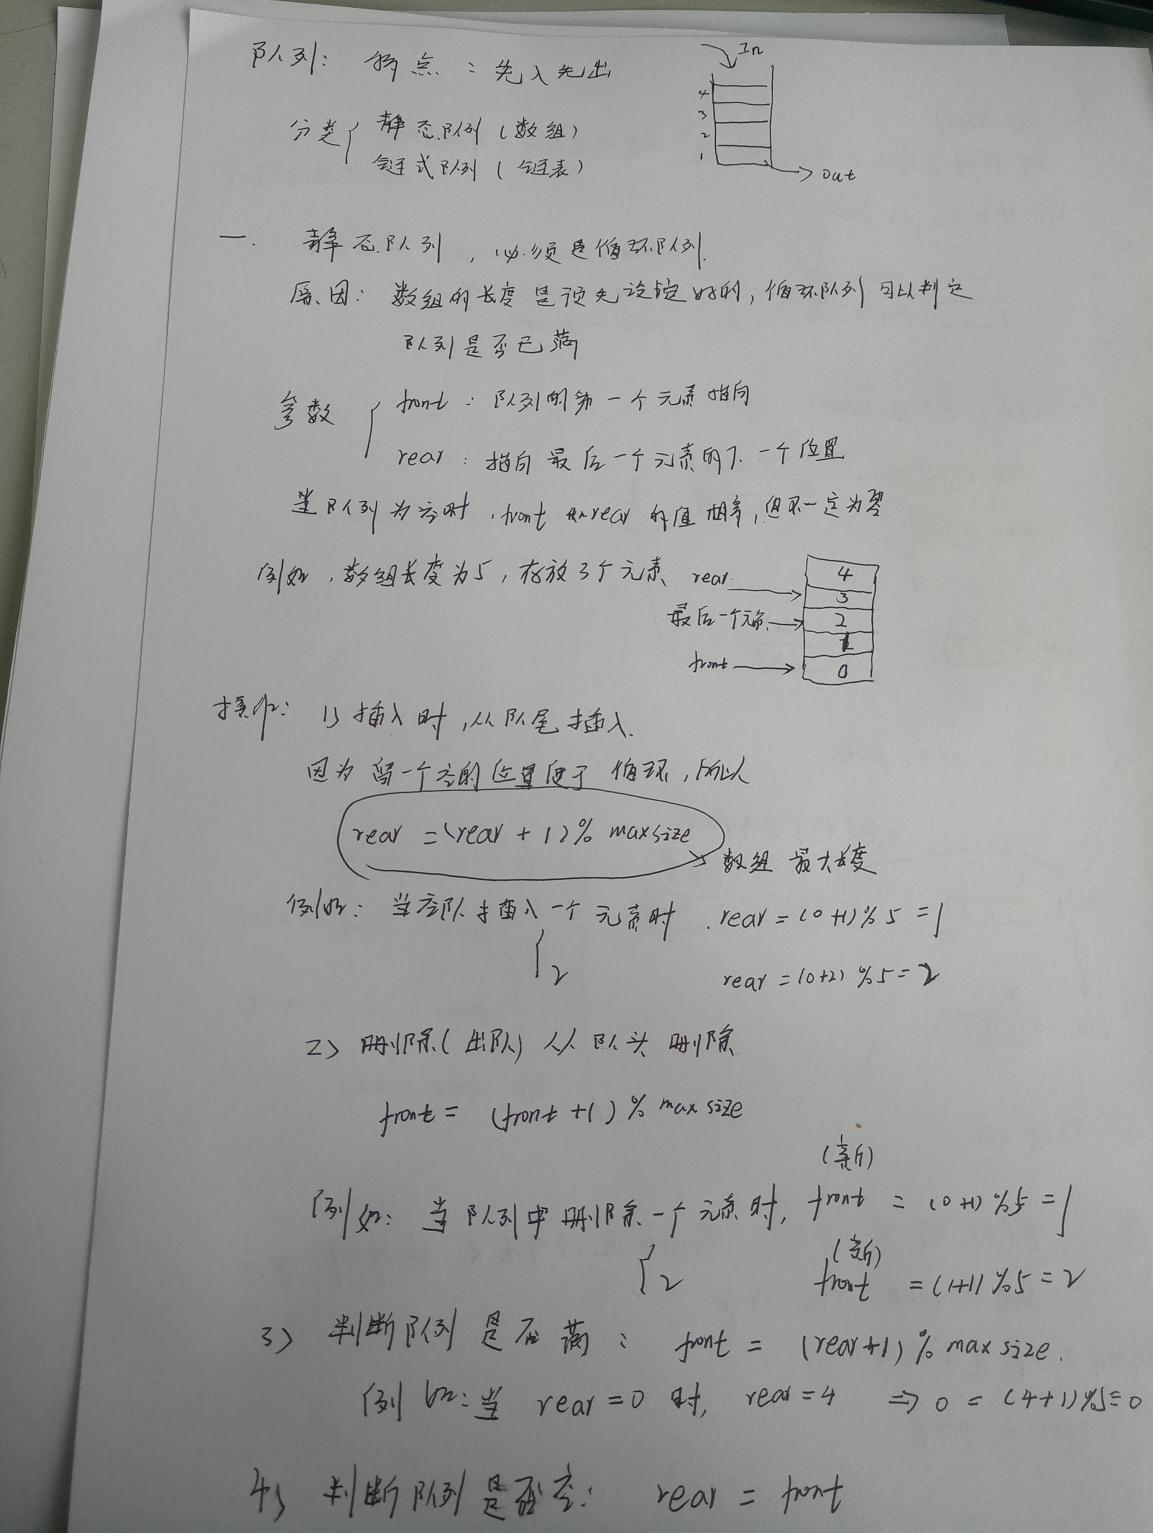 队列: 特点: 先入先出
In
4
3
2
1
out
分类 { 静态队列 (数组)
链式队列 (链表)
一. 静态队列, 必须是循环队列.
原因: 数组的长度是预先设定好的, 循环队列可以判定
队列是否已满
参数 { front : 队列的第一个元素指向
rear : 指向最后一个元素的下一个位置
当队列为空时, front 和 rear 的值相等, 但不一定为零
例如, 数组长度为5, 存放3个元素
rear
最后一个元素
front
4
3
2
1
0
操作: 1) 插入时, 从队尾插入.
因为留一个空的位置便于循环, 所以
rear = (rear + 1) % maxsize
数组最大长度
例如: 当空队插入一个元素时. rear = (0+1) % 5 = 1
2 rear = (0+2) % 5 = 2
2) 删除(出队) 从队头删除
front = (front + 1) % maxsize
(新)
例如: 当队列中删除一个元素时, front = (0+1) % 5 = 1
(新)
2 front = (1+1) % 5 = 2
3) 判断队列是否满: front = (rear+1) % maxsize.
例如: 当 rear = 0 时, rear = 4 ⇒ 0 = (4+1)%5 = 0
4) 判断队列是否空: rear = front